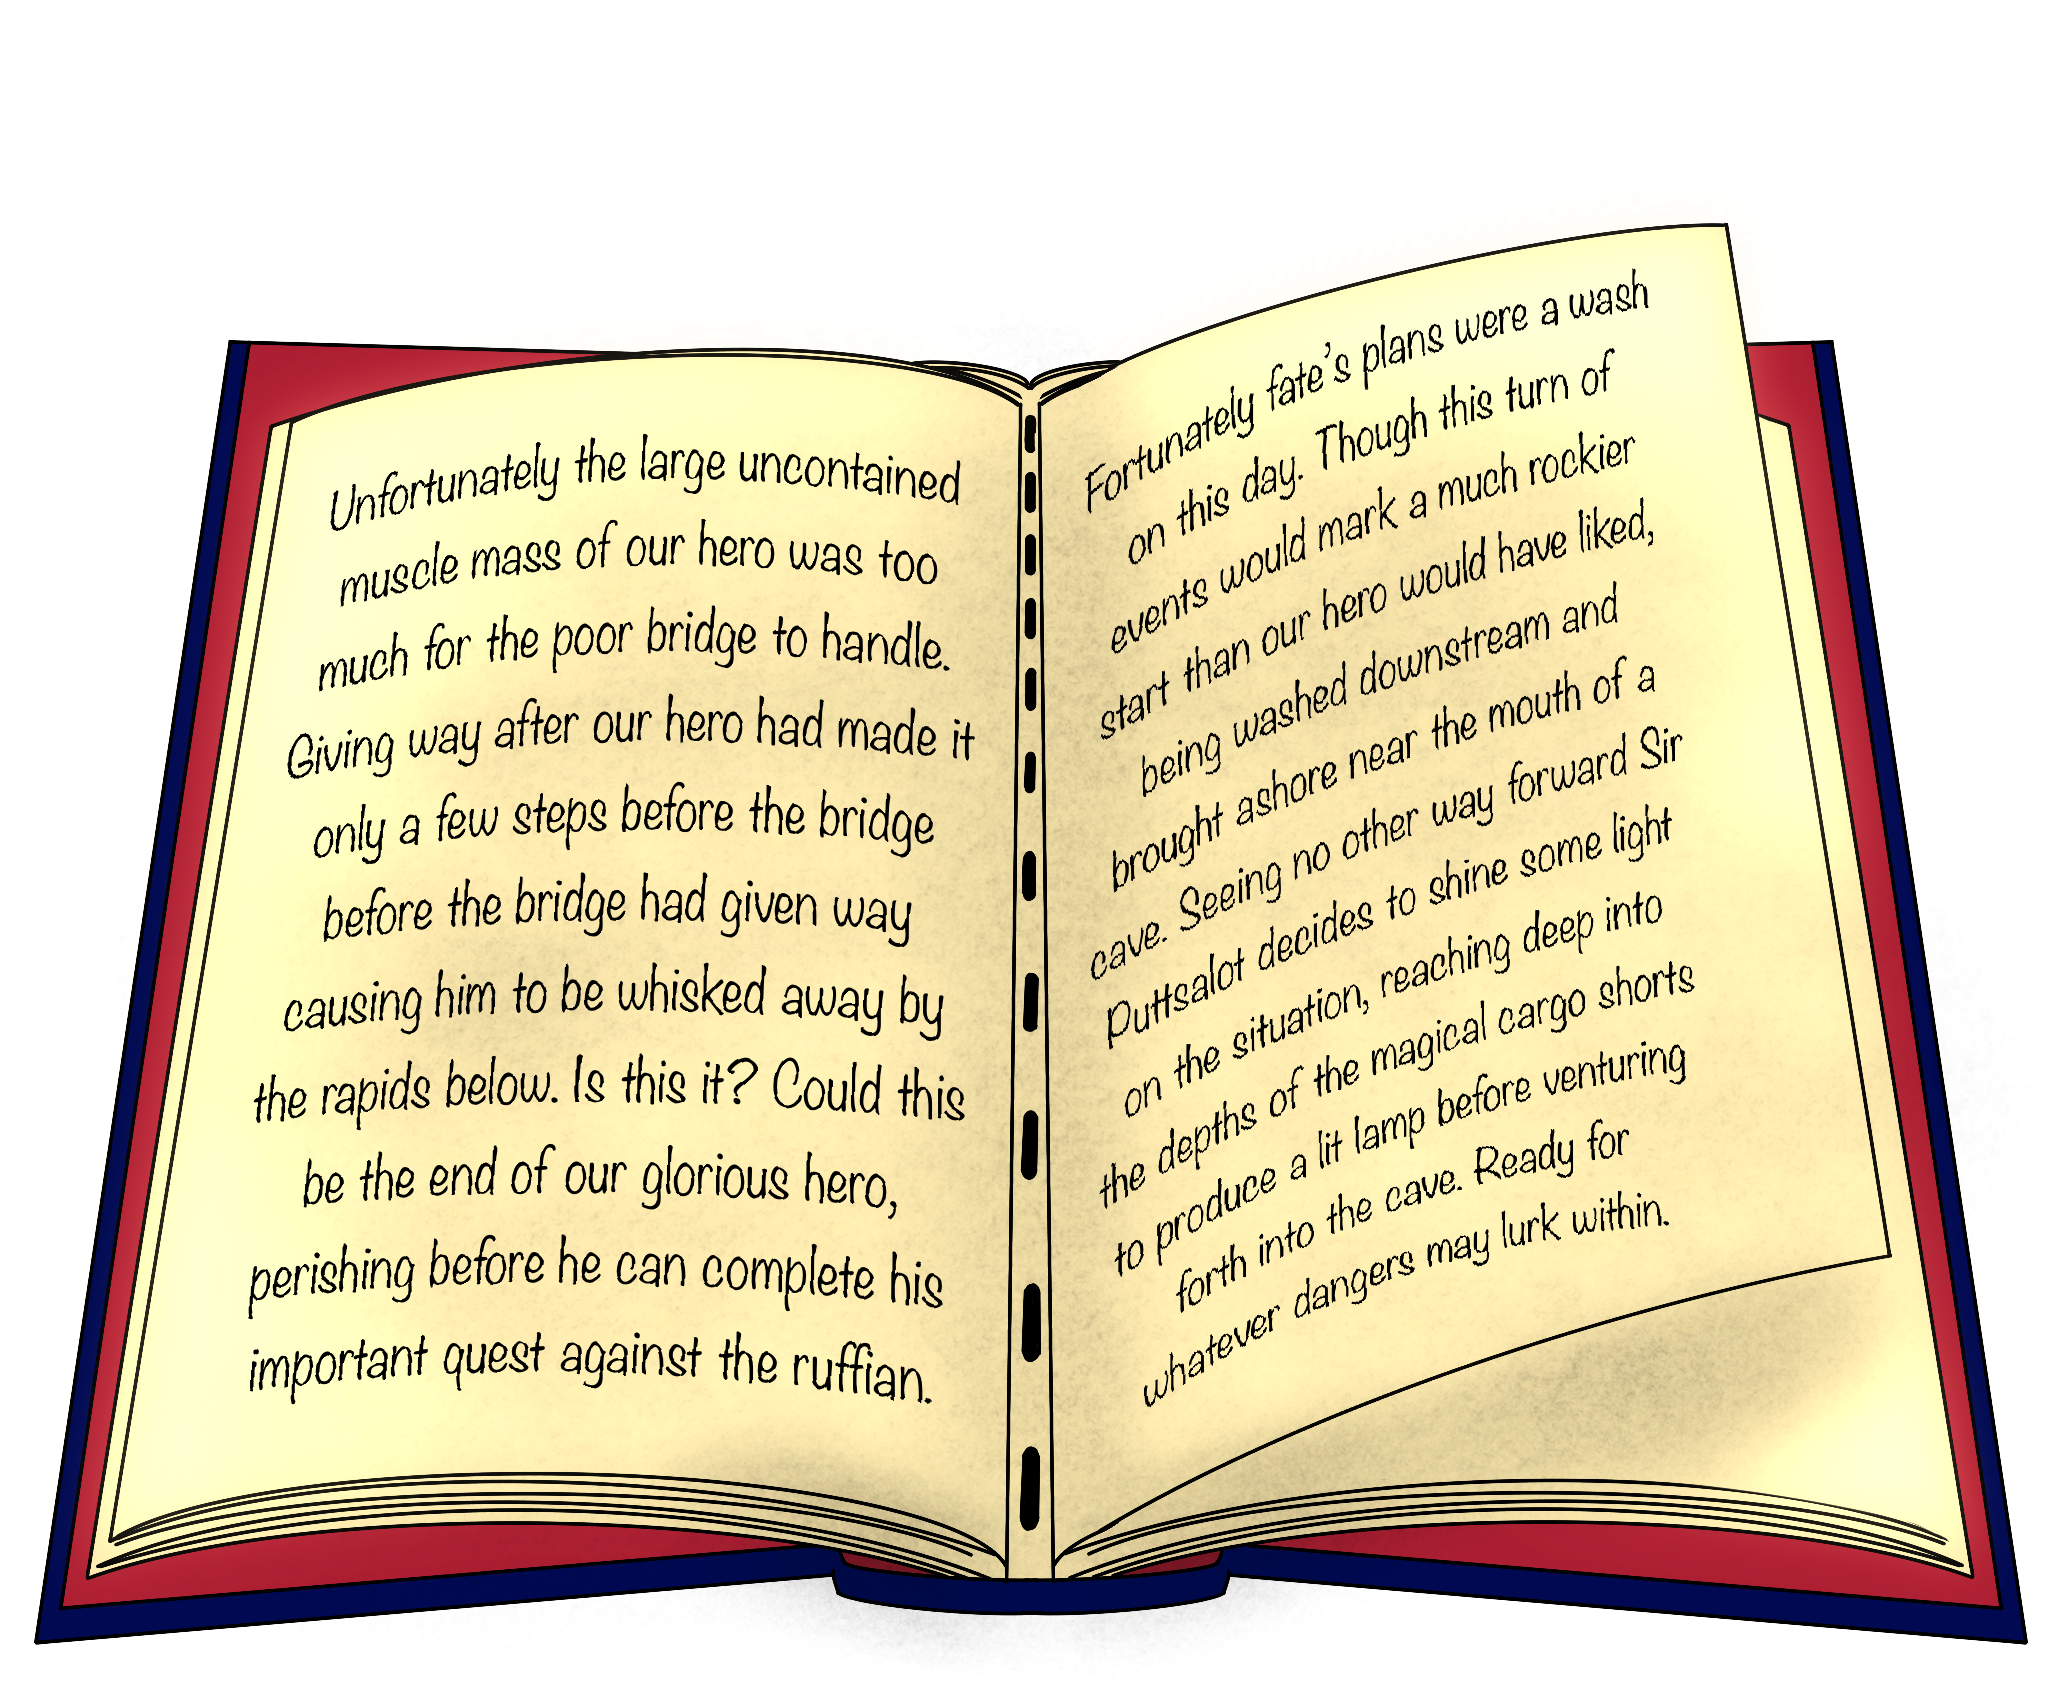 Unfortunately the large uncontained
muscle mass of our hero was too
much for the poor bridge to handle.
Giving way after our hero had made it
only a few steps before the bridge
before the bridge had given way
causing him to be whisked away by
the rapids below. Is this it? Could this
be the end of our glorious hero,
perishing before he can complete his
important quest against the ruffian.
Fortunately fate's plans were a wash
on this day. Though this turn of
events would mark a much rockier
start than our hero would have liked,
being washed downstream and
brought ashore near the mouth of a
cave. Seeing no other way forward Sir
Puttsalot decides to shine some light
on the situation, reaching deep into
the depths of the magical cargo shorts
to produce a lit lamp before venturing
forth into the cave. Ready for
whatever dangers may lurk within.